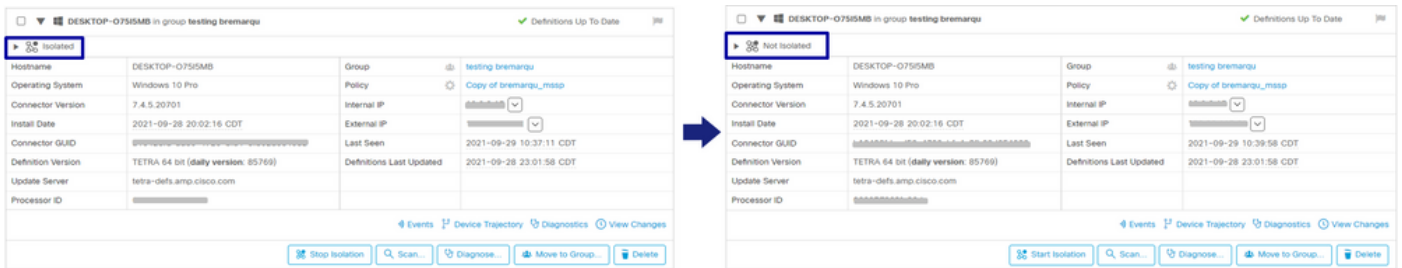 DESKTOP-O75I5MB in group testing bremarqu Definitions Up To Date
Isolated
Hostname DESKTOP-O75I5MB Group testing bremarqu
Operating System Windows 10 Pro Policy Copy of bremarqu_mssp
Connector Version 7.4.5.20701 Internal IP
Install Date 2021-09-28 20:02:16 CDT External IP
Connector GUID Last Seen 2021-09-29 10:37:11 CDT
Definition Version TETRA 64 bit (daily version: 85769) Definitions Last Updated 2021-09-28 23:01:58 CDT
Update Server tetra-defs.amp.cisco.com
Processor ID
Events Device Trajectory Diagnostics View Changes
Stop Isolation Scan... Diagnose... Move to Group... Delete
DESKTOP-O75I5MB in group testing bremarqu Definitions Up To Date
Not Isolated
Hostname DESKTOP-O75I5MB Group testing bremarqu
Operating System Windows 10 Pro Policy Copy of bremarqu_mssp
Connector Version 7.4.5.20701 Internal IP
Install Date 2021-09-28 20:02:16 CDT External IP
Connector GUID Last Seen 2021-09-29 10:39:58 CDT
Definition Version TETRA 64 bit (daily version: 85769) Definitions Last Updated 2021-09-28 23:01:58 CDT
Update Server tetra-defs.amp.cisco.com
Processor ID
Events Device Trajectory Diagnostics View Changes
Start Isolation Scan... Diagnose... Move to Group... Delete